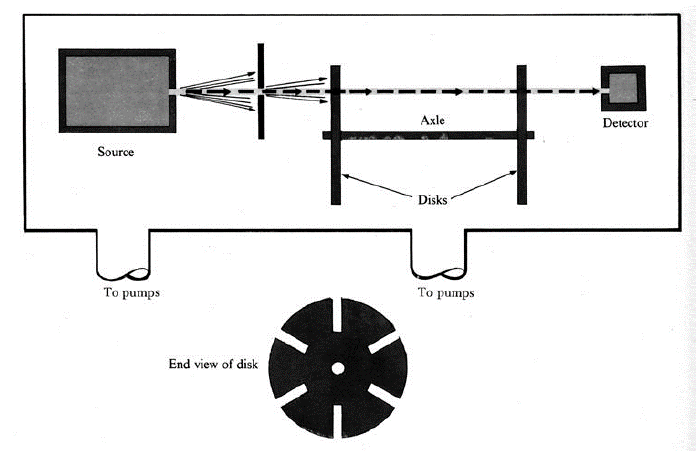 Source
Axle
Detector
Disks
To pumps
To pumps
End view of disk